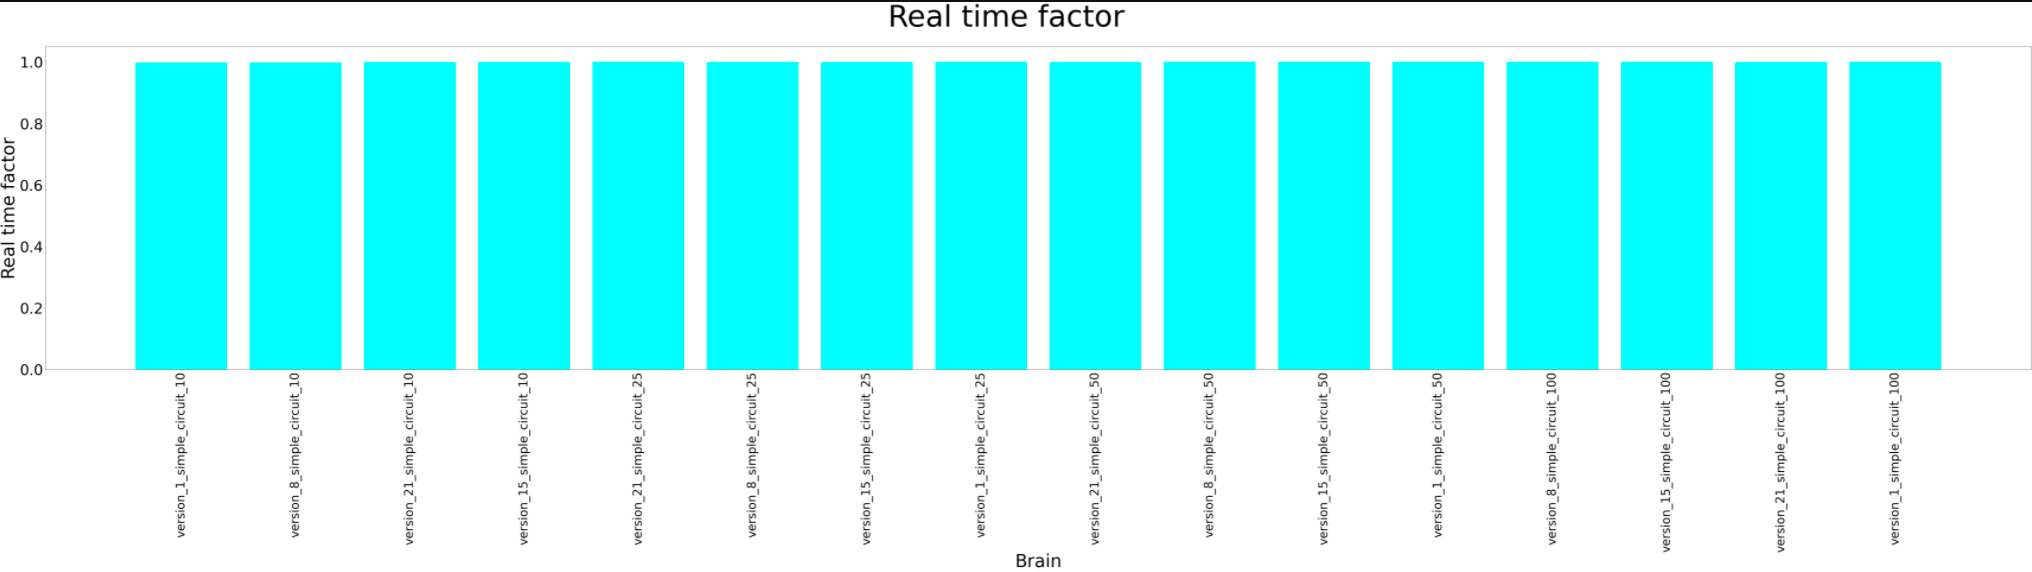 Real time factor
Real time factor
1.0
0.8
0.6
0.4
0.2
0.0
version_1_simple_circuit_10
version_8_simple_circuit_10
version_21_simple_circuit_10
version_15_simple_circuit_10
version_21_simple_circuit_25
version_8_simple_circuit_25
version_15_simple_circuit_25
version_1_simple_circuit_25
version_21_simple_circuit_50
version_8_simple_circuit_50
version_15_simple_circuit_50
version_1_simple_circuit_50
version_8_simple_circuit_100
version_15_simple_circuit_100
version_21_simple_circuit_100
version_1_simple_circuit_100
Brain